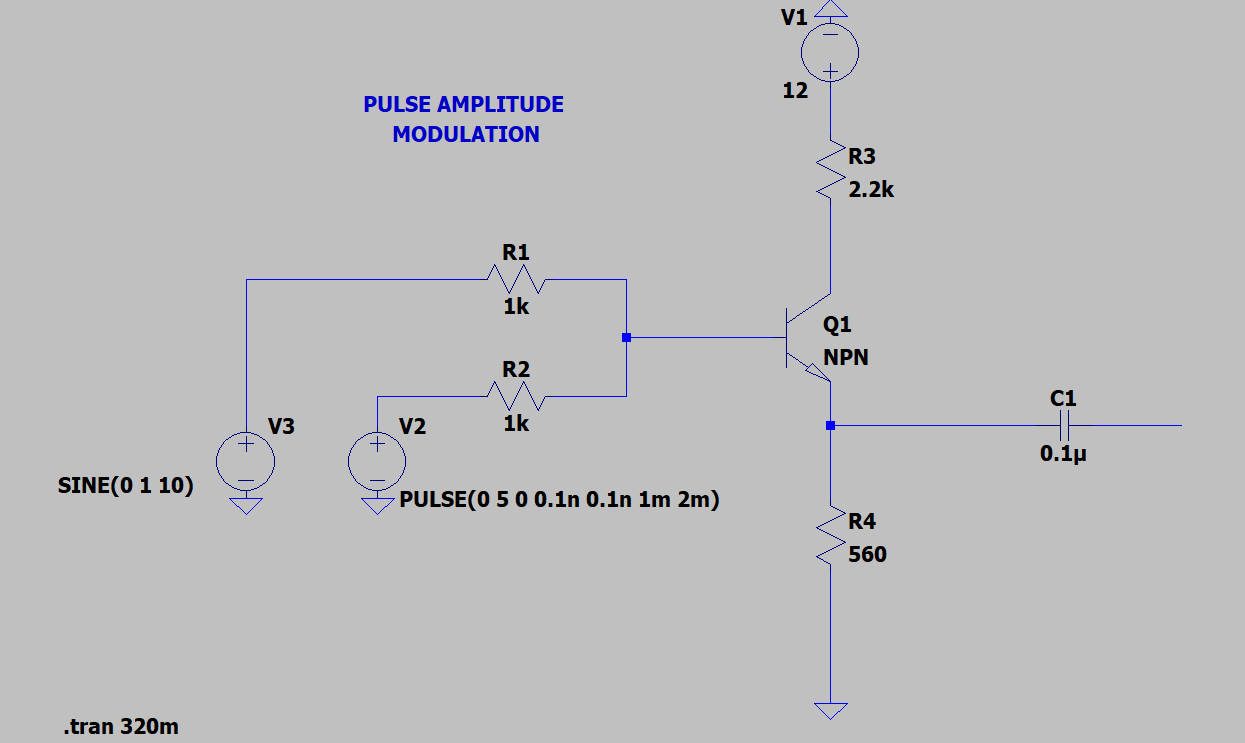 V1
12
PULSE AMPLITUDE
MODULATION
R3
2.2k
R1
1k
Q1
NPN
R2
1k
V3
SINE(0 1 10)
V2
PULSE(0 5 0 0.1n 0.1n 1m 2m)
C1
0.1µ
R4
560
.tran 320m